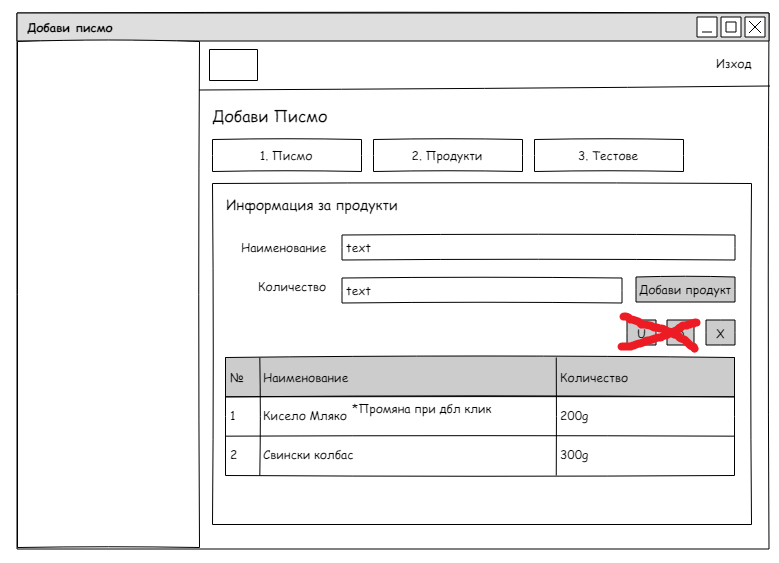 Добави писмо
Изход
Добави Писмо
1. Писмо
2. Продукти
3. Тестове
Информация за продукти
Наименование
text
Количество
text
Добави продукт
U
X
№ Наименование Количество
1 Кисело Мляко *Промяна при дбл клик 200g
2 Свински колбас 300g